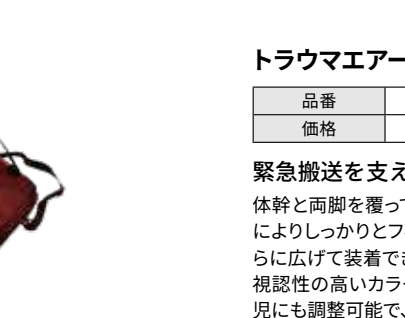 トラウマエアー
品番
価格
緊急搬送を支え
体幹と両脚を覆って
によりしっかりとフ
らに広げて装着でき
視認性の高いカラー
児にも調整可能で、